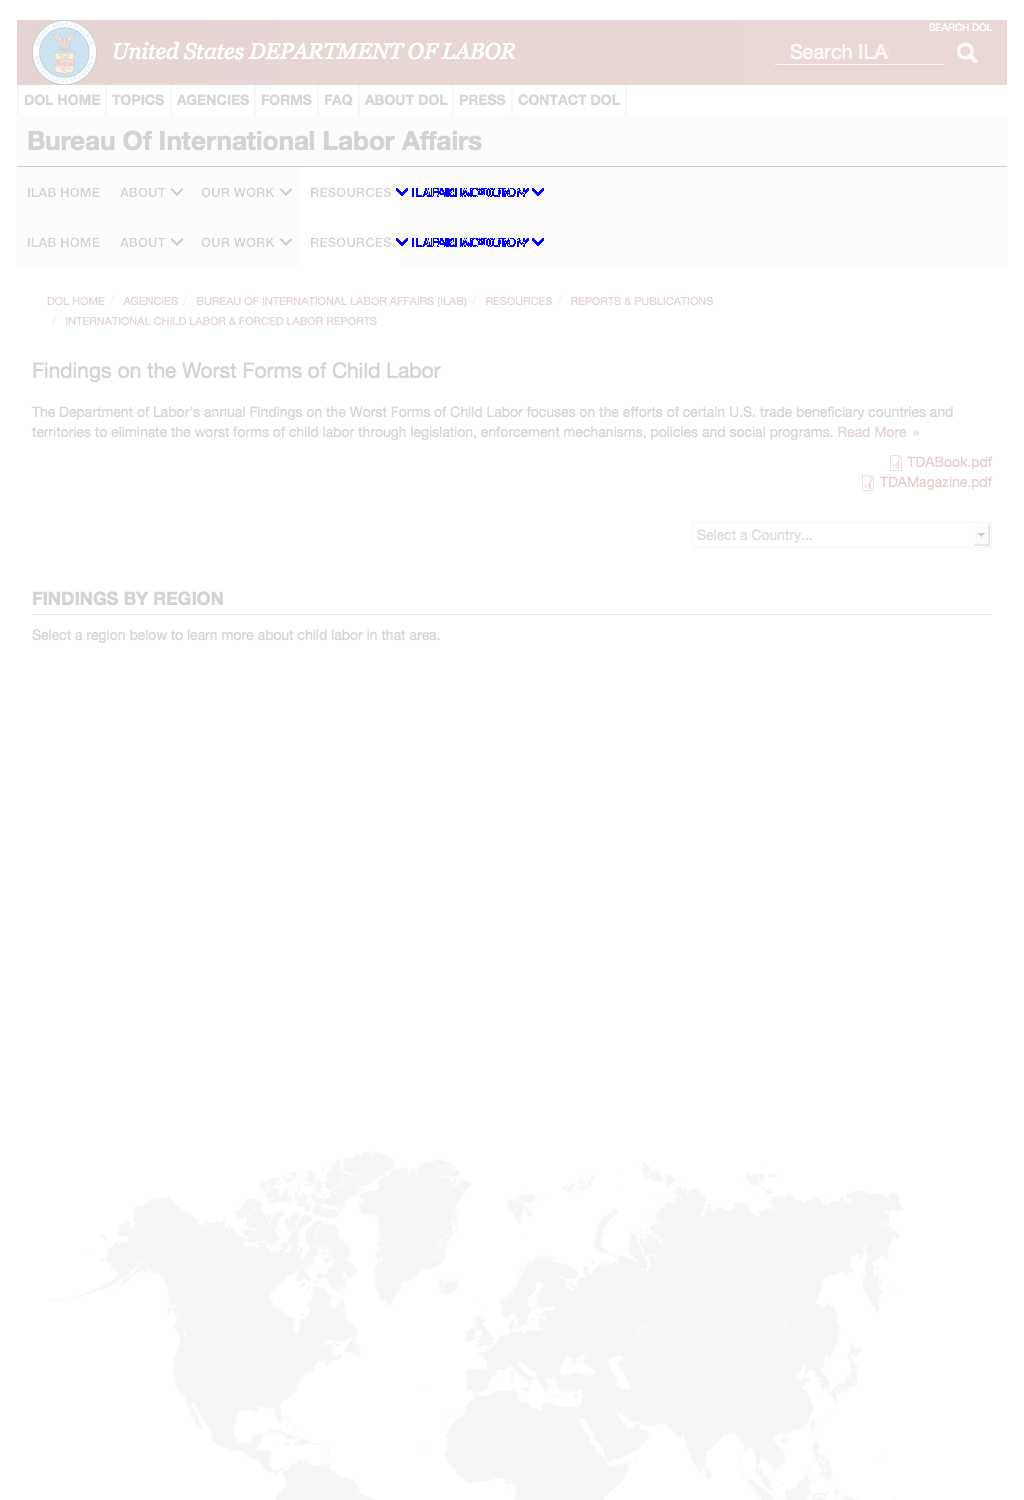 SEARCH DOL
United States DEPARTMENT OF LABOR
Search ILA
DOL HOME TOPICS AGENCIES FORMS FAQ ABOUT DOL PRESS CONTACT DOL
Bureau Of International Labor Affairs
ILAB HOME ABOUT OUR WORK RESOURCES
ILAB HOME ABOUT OUR WORK RESOURCES
DOL HOME / AGENCIES / BUREAU OF INTERNATIONAL LABOR AFFAIRS (ILAB) / RESOURCES / REPORTS & PUBLICATIONS
/ INTERNATIONAL CHILD LABOR & FORCED LABOR REPORTS
Findings on the Worst Forms of Child Labor
The Department of Labor's annual Findings on the Worst Forms of Child Labor focuses on the efforts of certain U.S. trade beneficiary countries and
territories to eliminate the worst forms of child labor through legislation, enforcement mechanisms, policies and social programs. Read More »
TDABook.pdf
TDAMagazine.pdf
Select a Country...
FINDINGS BY REGION
Select a region below to learn more about child labor in that area.